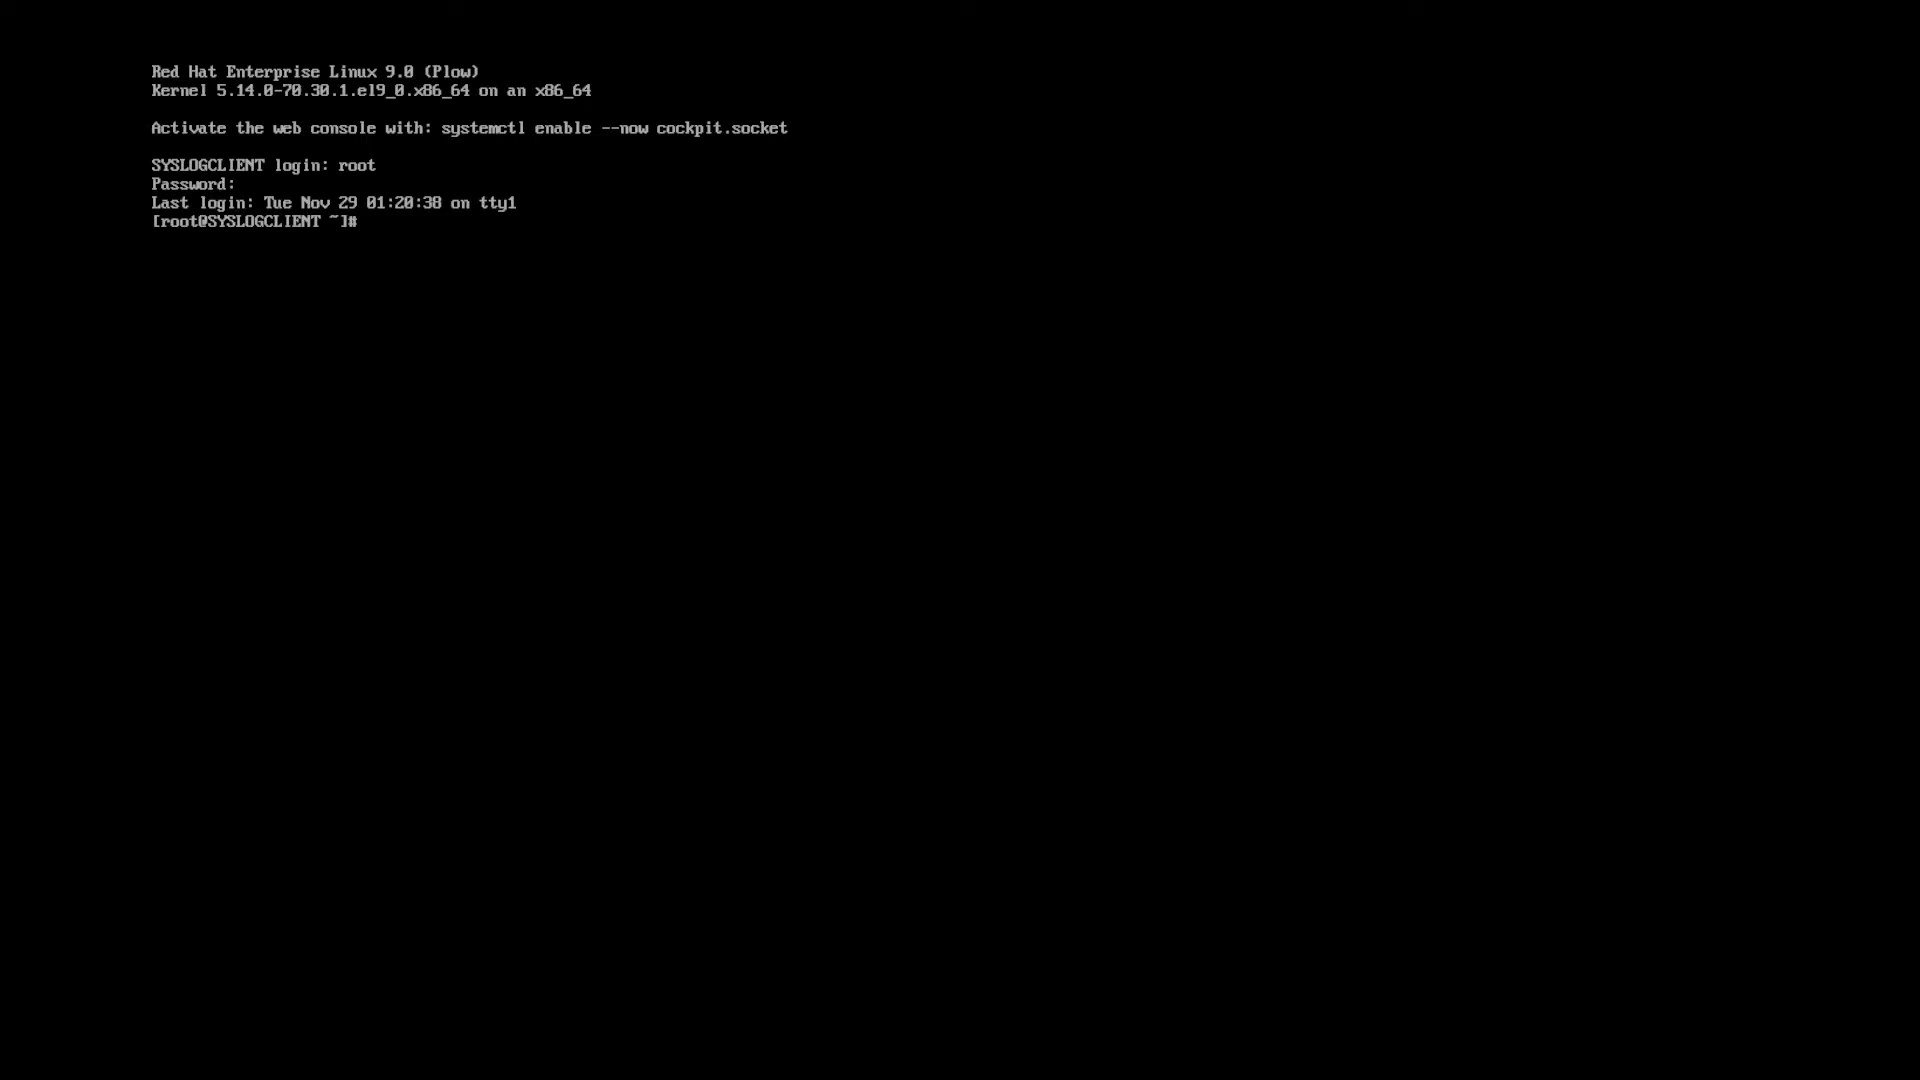 Red Hat Enterprise Linux 9.0 (Plow)
Kernel 5.14.0-70.30.1.el9_0.x86_64 on an x86_64
Activate the web console with: systemctl enable --now cockpit.socket
SYSLOGCLIENT login: root
Password:
Last login: Tue Nov 29 01:20:38 on tty1
[root@SYSLOGCLIENT ~]#